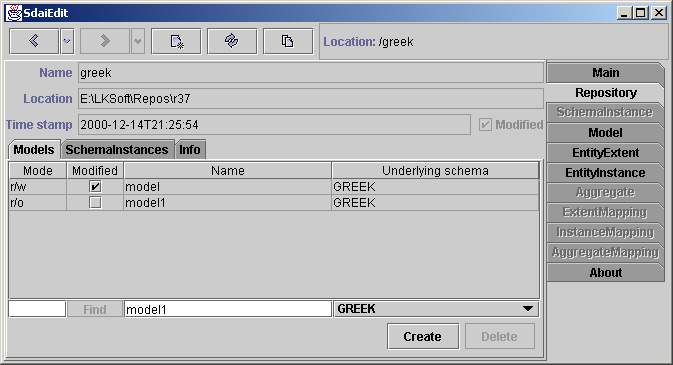 SdaiEdit
Location: /greek
Name greek
Location E:\LKSoft\Repos\r37
Time stamp 2000-12-14T21:25:54 Modified
Models SchemaInstances Info
Mode Modified Name Underlying schema
r/w model GREEK
r/o model1 GREEK
Find model1 GREEK
Create Delete
Main
Repository
SchemaInstance
Model
EntityExtent
EntityInstance
Aggregate
ExtentMapping
InstanceMapping
AggregateMapping
About